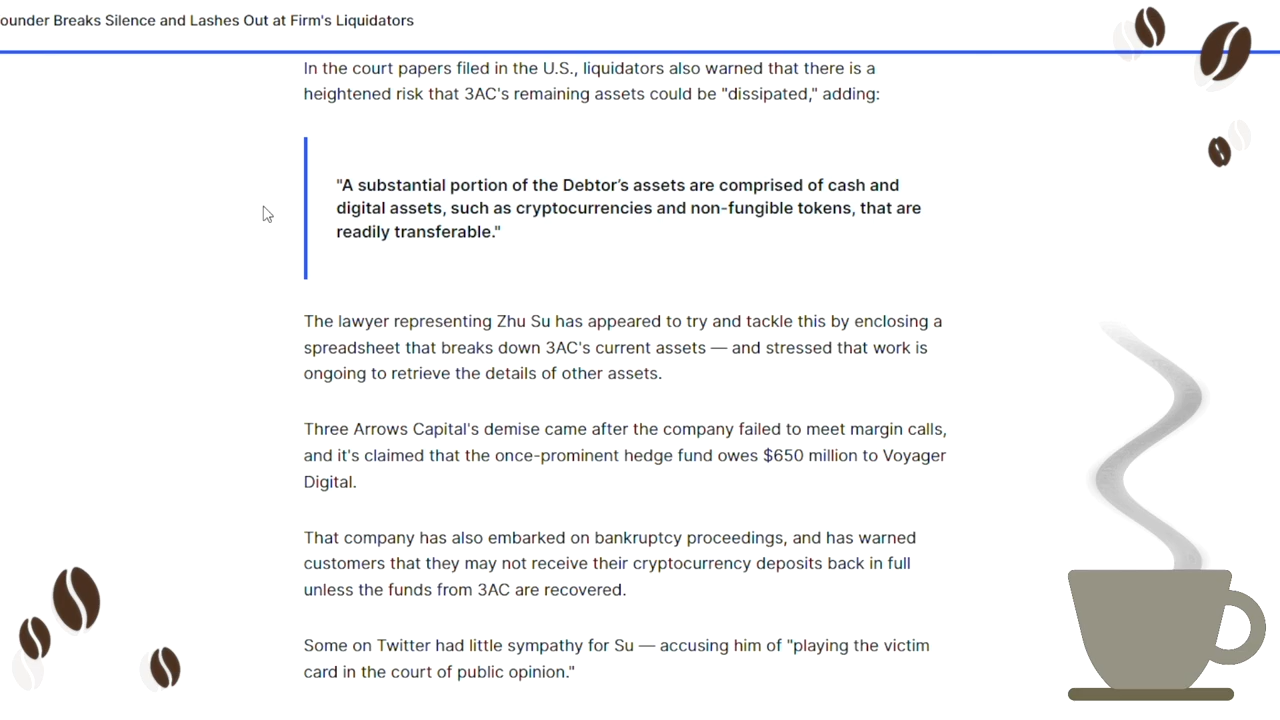 ounder Breaks Silence and Lashes Out at Firm's Liquidators
In the court papers filed in the U.S., liquidators also warned that there is a
heightened risk that 3AC's remaining assets could be "dissipated," adding:
"A substantial portion of the Debtor’s assets are comprised of cash and
digital assets, such as cryptocurrencies and non-fungible tokens, that are
readily transferable."
The lawyer representing Zhu Su has appeared to try and tackle this by enclosing a
spreadsheet that breaks down 3AC's current assets — and stressed that work is
ongoing to retrieve the details of other assets.
Three Arrows Capital's demise came after the company failed to meet margin calls,
and it's claimed that the once-prominent hedge fund owes $650 million to Voyager
Digital.
That company has also embarked on bankruptcy proceedings, and has warned
customers that they may not receive their cryptocurrency deposits back in full
unless the funds from 3AC are recovered.
Some on Twitter had little sympathy for Su — accusing him of "playing the victim
card in the court of public opinion."